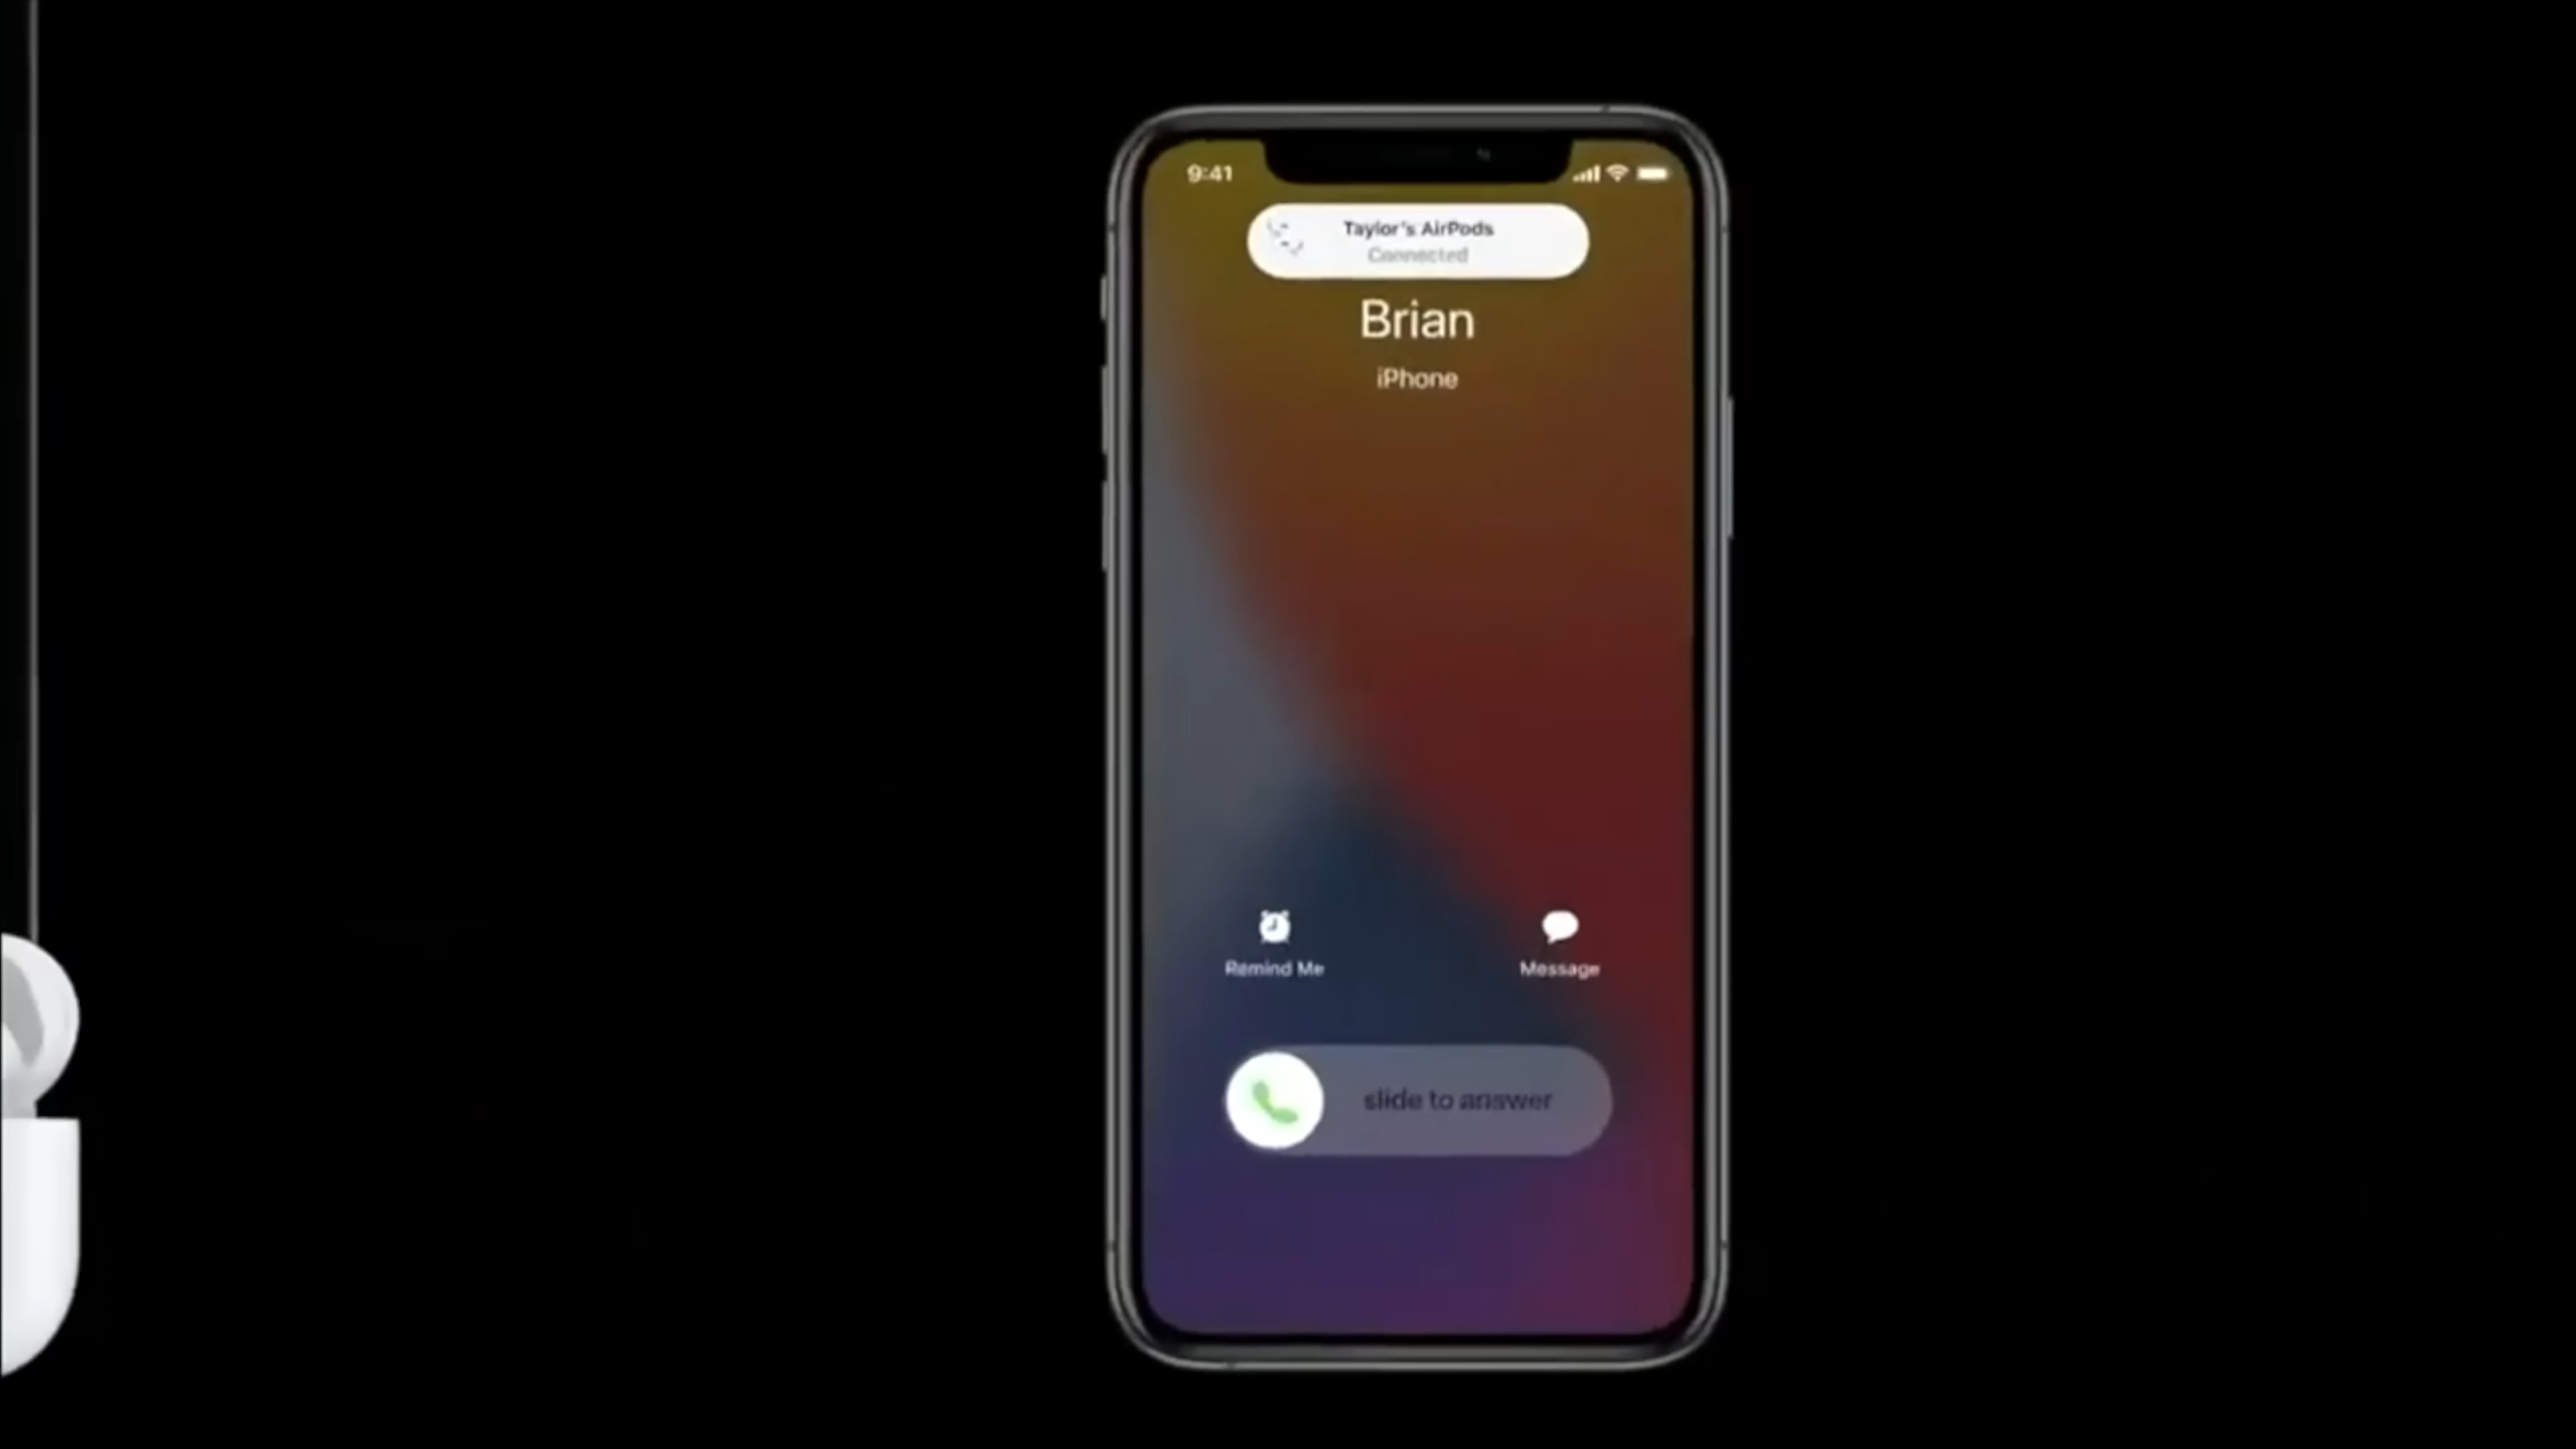 9:41
Taylor's AirPods
Connected
Brian
iPhone
Remind Me
Message
slide to answer